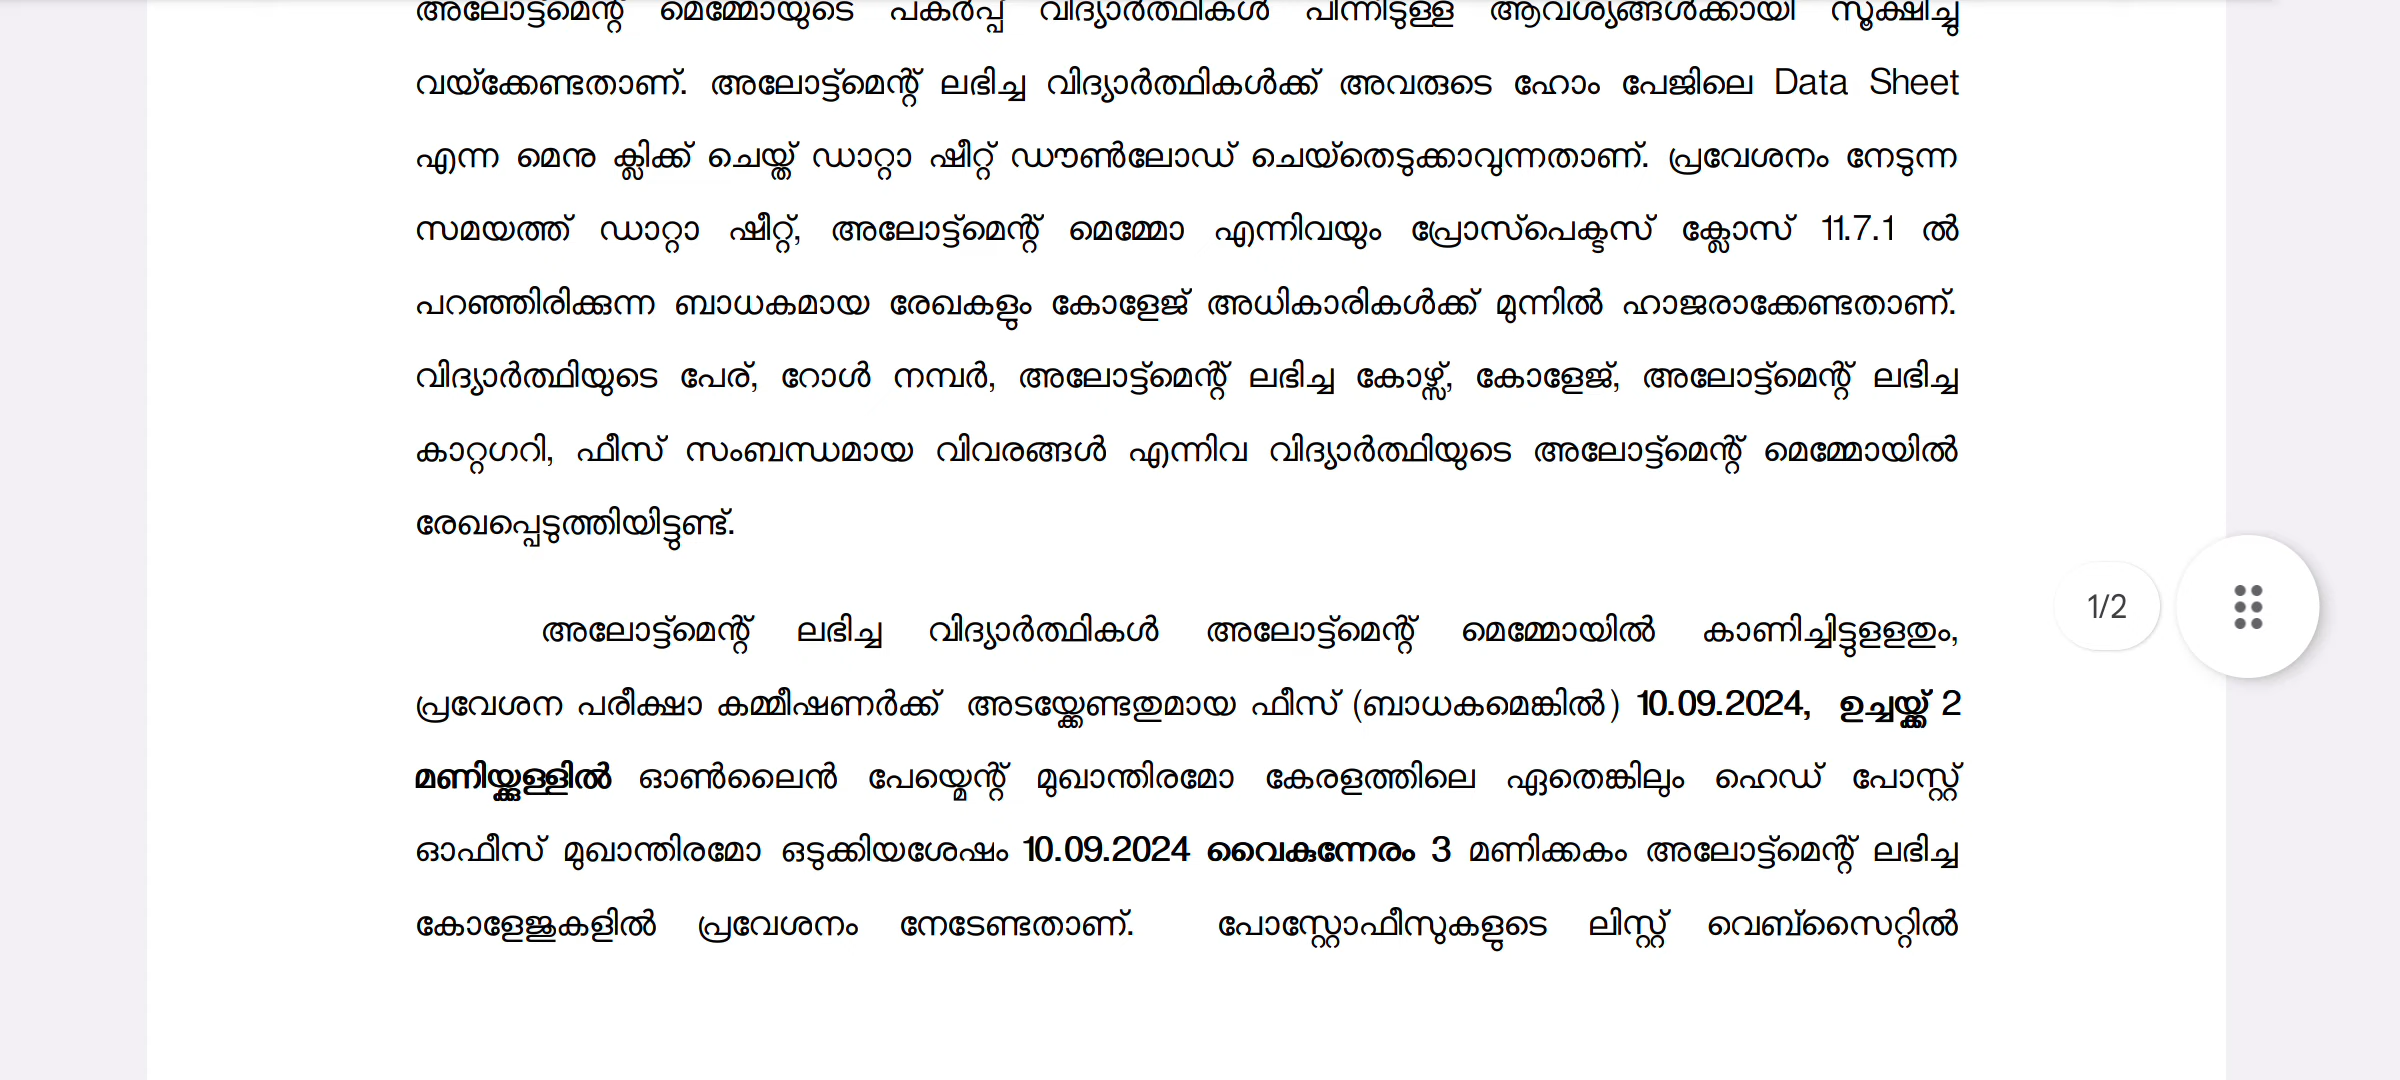 അലോട്ട്മെന്റ് മെമ്മോയുടെ പകർപ്പ് വിദ്യാർത്ഥികൾ പിന്നീടുള്ള ആവശ്യങ്ങൾക്കായി സൂക്ഷിച്ചു
വയ്ക്കേണ്ടതാണ്. അലോട്ട്മെന്റ് ലഭിച്ച വിദ്യാർത്ഥികൾക്ക് അവരുടെ ഹോം പേജിലെ Data Sheet
എന്ന മെനു ക്ലിക്ക് ചെയ്ത് ഡാറ്റാ ഷീറ്റ് ഡൗൺലോഡ് ചെയ്തെടുക്കാവുന്നതാണ്. പ്രവേശനം നേടുന്ന
സമയത്ത് ഡാറ്റാ ഷീറ്റ്, അലോട്ട്മെന്റ് മെമ്മോ എന്നിവയും പ്രോസ്പെക്ടസ് ക്ലോസ് 11.7.1 ൽ
പറഞ്ഞിരിക്കുന്ന ബാധകമായ രേഖകളും കോളേജ് അധികാരികൾക്ക് മുന്നിൽ ഹാജരാക്കേണ്ടതാണ്.
വിദ്യാർത്ഥിയുടെ പേര്, റോൾ നമ്പർ, അലോട്ട്മെന്റ് ലഭിച്ച കോഴ്സ്, കോളേജ്, അലോട്ട്മെന്റ് ലഭിച്ച
കാറ്റഗറി, ഫീസ് സംബന്ധമായ വിവരങ്ങൾ എന്നിവ വിദ്യാർത്ഥിയുടെ അലോട്ട്മെന്റ് മെമ്മോയിൽ
രേഖപ്പെടുത്തിയിട്ടുണ്ട്.
അലോട്ട്മെന്റ് ലഭിച്ച വിദ്യാർത്ഥികൾ അലോട്ട്മെന്റ് മെമ്മോയിൽ കാണിച്ചിട്ടുളളതും,
പ്രവേശന പരീക്ഷാ കമ്മീഷണർക്ക് അടയ്ക്കേണ്ടതുമായ ഫീസ് (ബാധകമെങ്കിൽ) 10.09.2024, ഉച്ചയ്ക്ക് 2
മണിയ്ക്കുള്ളിൽ ഓൺലൈൻ പേയ്മെന്റ് മുഖാന്തിരമോ കേരളത്തിലെ ഏതെങ്കിലും ഹെഡ് പോസ്റ്റ്
ഓഫീസ് മുഖാന്തിരമോ ഒടുക്കിയശേഷം 10.09.2024 വൈകുന്നേരം 3 മണിക്കകം അലോട്ട്മെന്റ് ലഭിച്ച
കോളേജുകളിൽ പ്രവേശനം നേടേണ്ടതാണ്. പോസ്റ്റോഫീസുകളുടെ ലിസ്റ്റ് വെബ്സൈറ്റിൽ
1/2